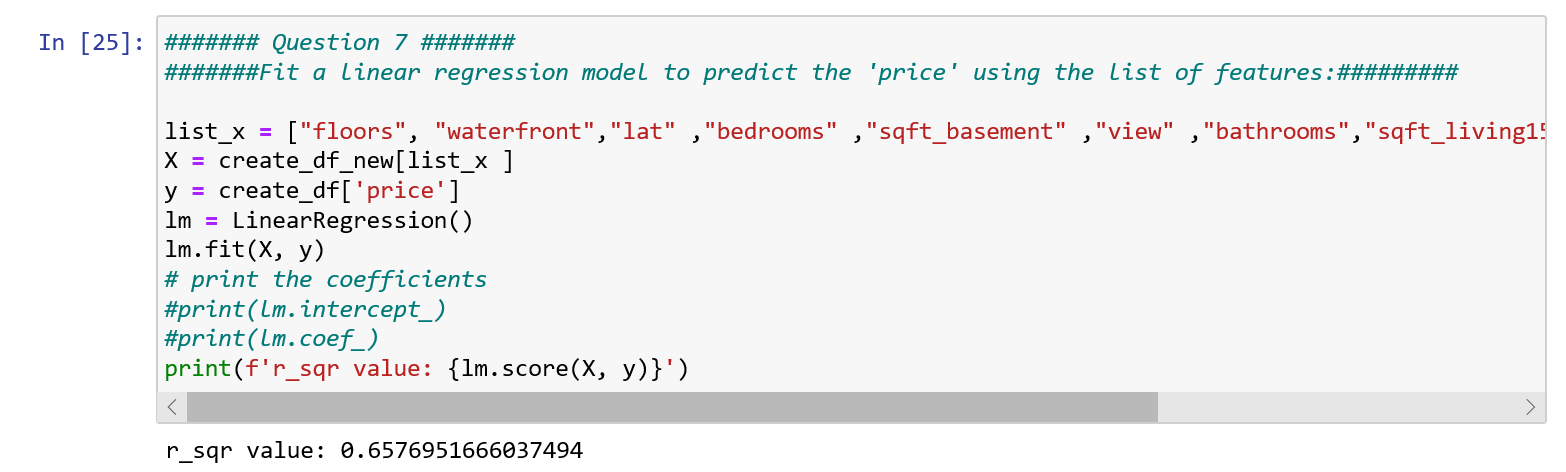 In [25]:
####### Question 7 #######
#######Fit a linear regression model to predict the 'price' using the list of features:#########
list_x = ["floors", "waterfront","lat" ,"bedrooms" ,"sqft_basement" ,"view" ,"bathrooms","sqft_living15
X = create_df_new[list_x ]
y = create_df['price']
lm = LinearRegression()
lm.fit(X, y)
# print the coefficients
#print(lm.intercept_)
#print(lm.coef_)
print(f'r_sqr value: {lm.score(X, y)}')
r_sqr value: 0.6576951666037494